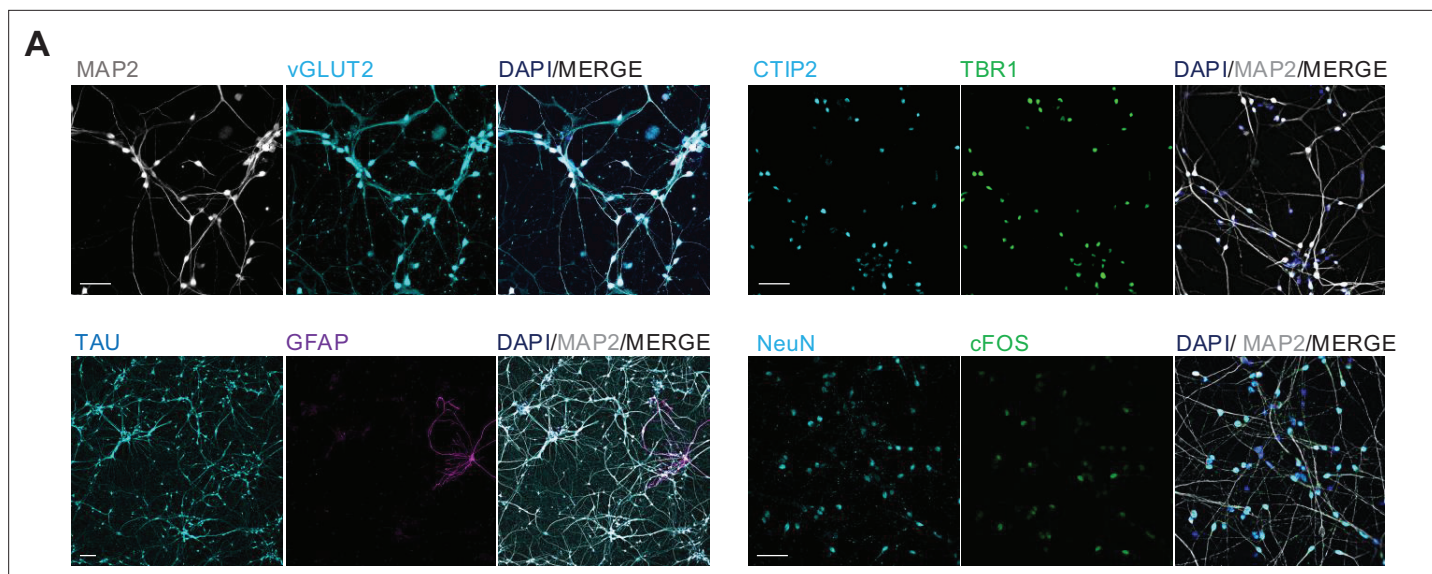 A
MAP2 vGLUT2 DAPI/MERGE
CTIP2 TBR1 DAPI/MAP2/MERGE
TAU GFAP DAPI/MAP2/MERGE
NeuN cFOS DAPI/ MAP2/MERGE